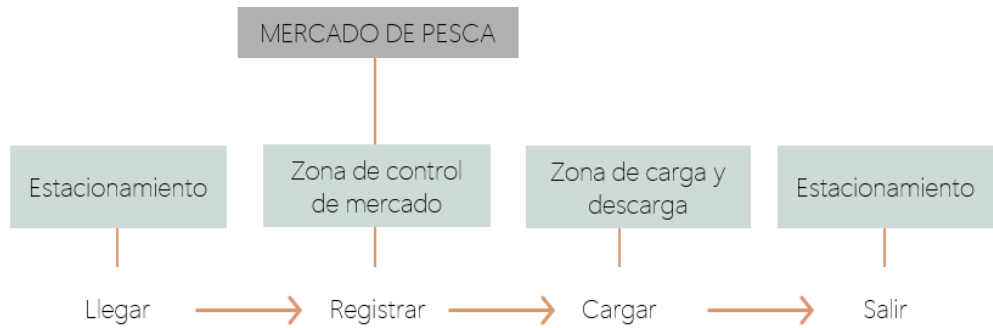 MERCADO DE PESCA
Estacionamiento
Zona de control
de mercado
Zona de carga y
descarga
Estacionamiento
Llegar
Registrar
Cargar
Salir